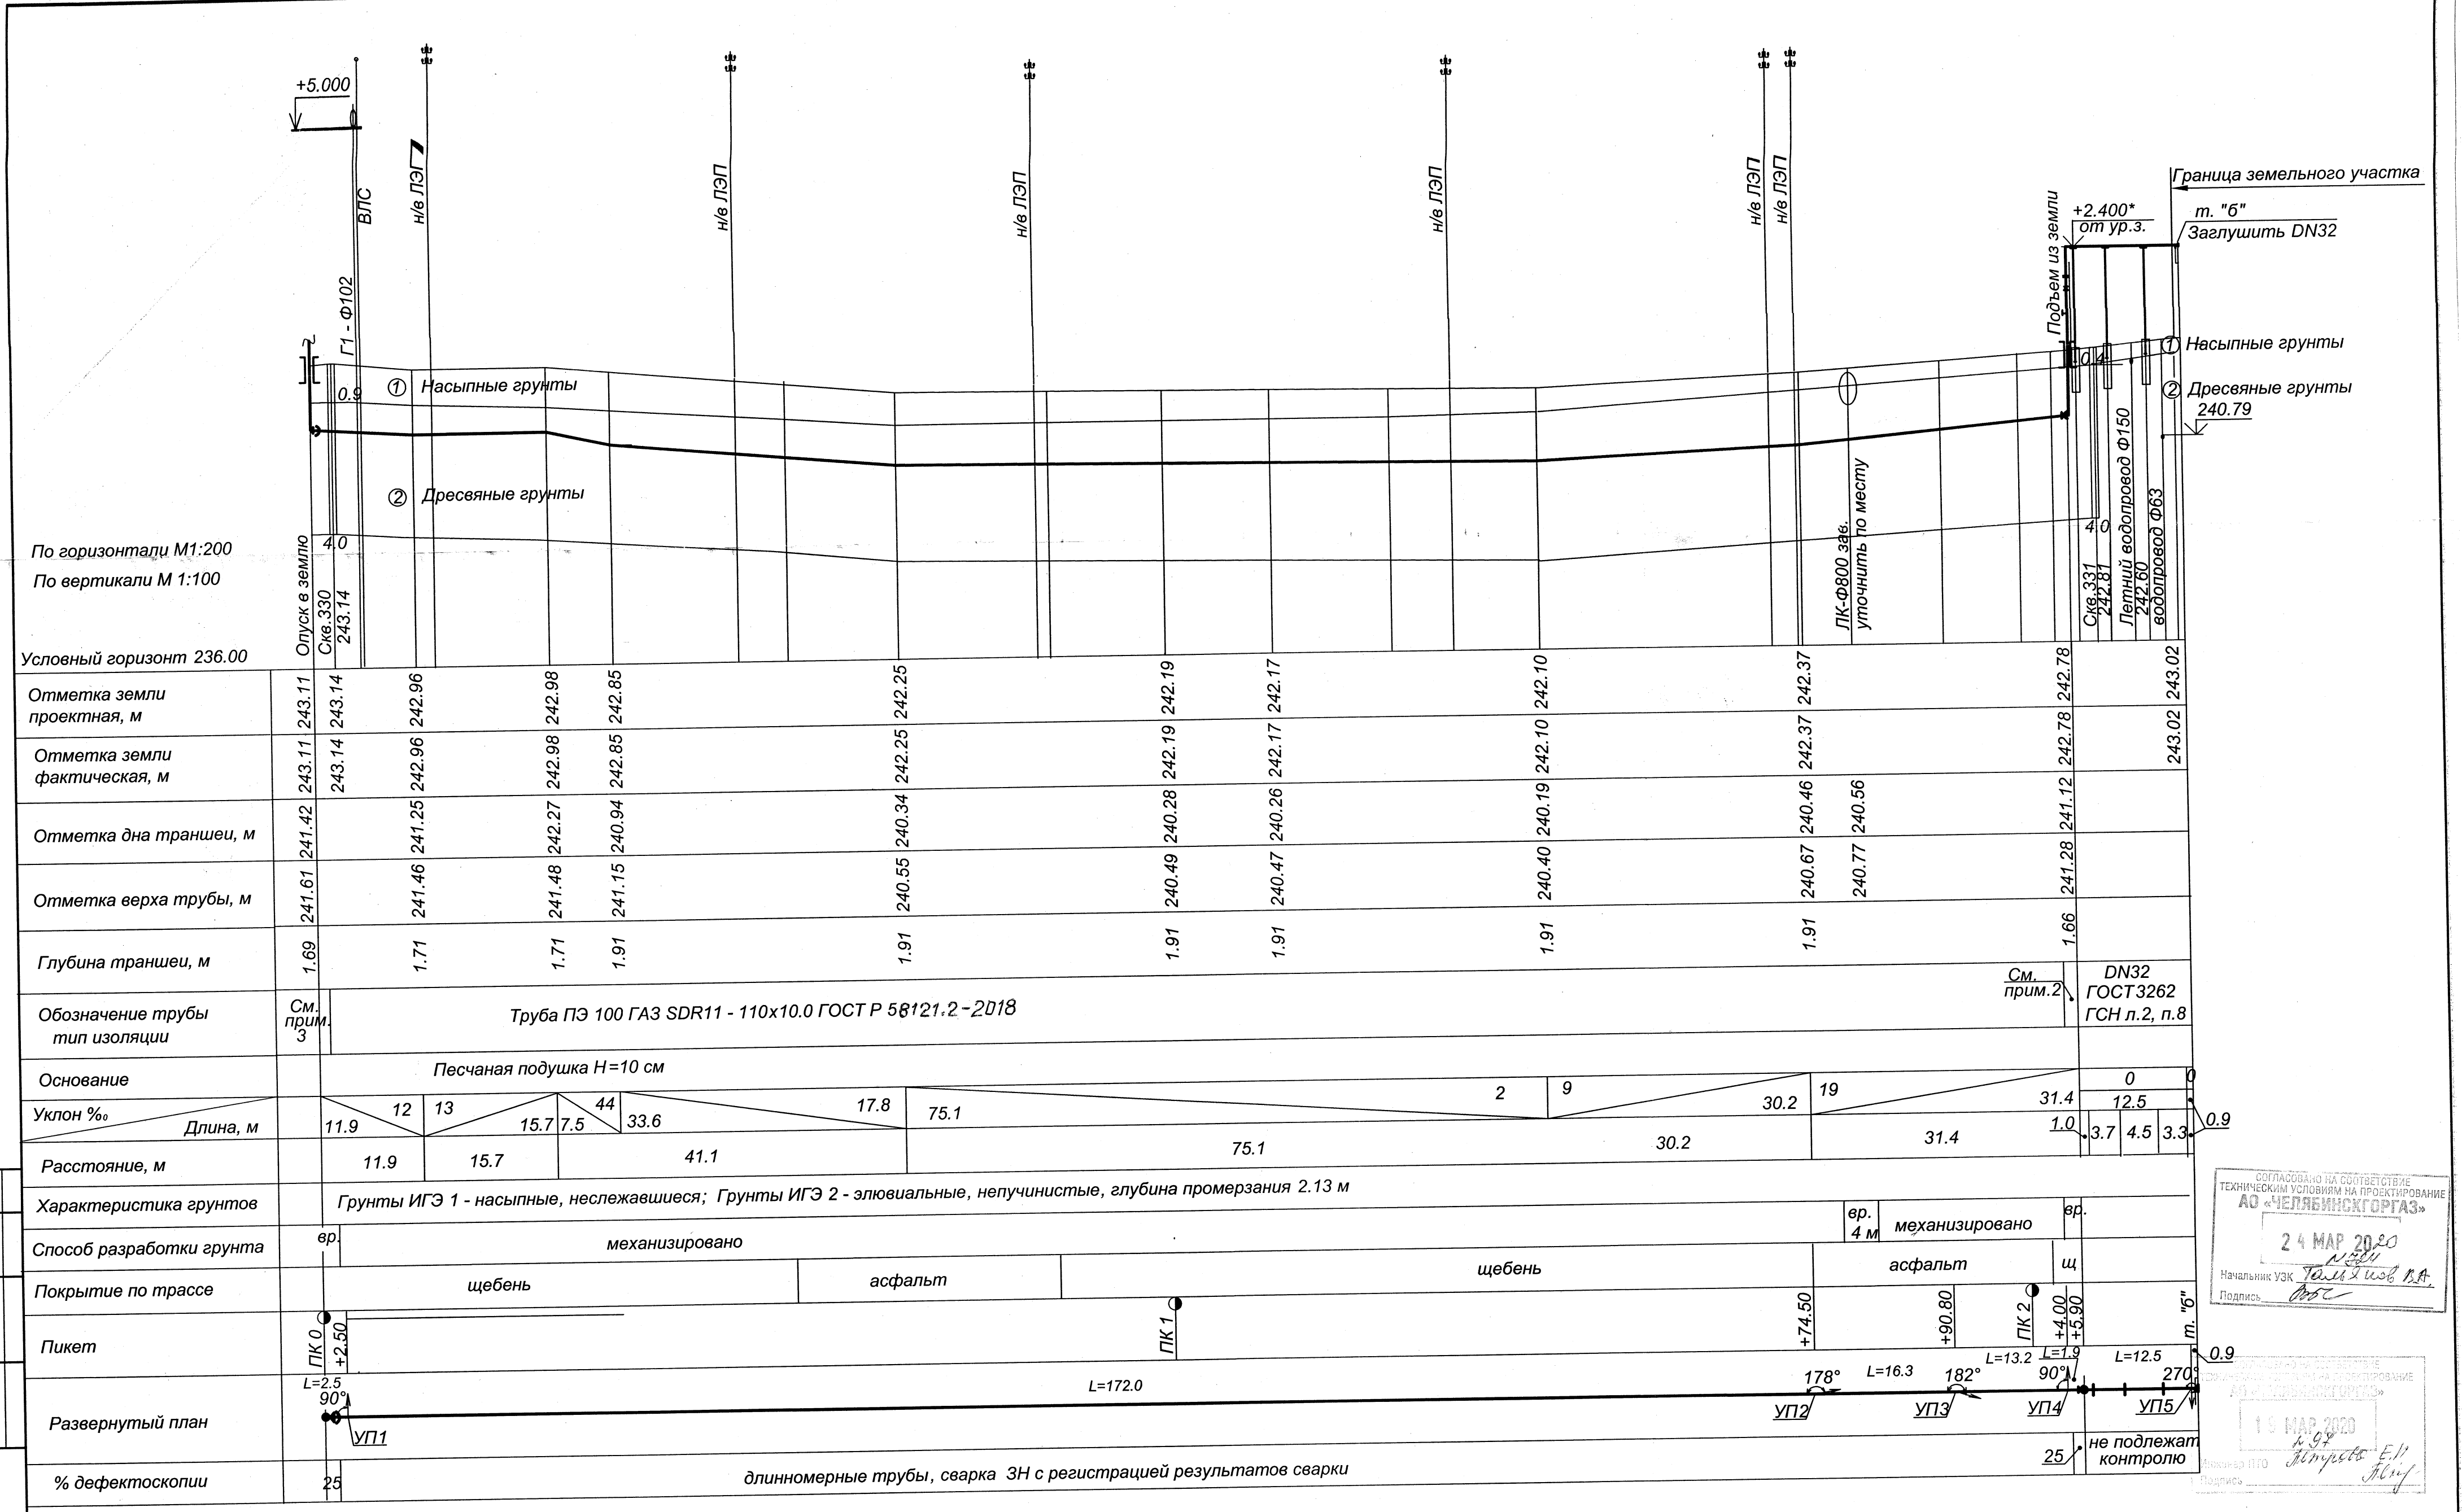 +5.000
Г1 - Ф102
ВЛС
н/в ЛЭП
н/в ЛЭП
н/в ЛЭП
н/в ЛЭП
н/в ЛЭП
н/в ЛЭП
Подъем из земли
+2.400*
от ур.з.
Граница земельного участка
т. "б"
Заглушить DN32
0.9
1 Насыпные грунты
2 Дресвяные грунты
0.4
1 Насыпные грунты
2 Дресвяные грунты
240.79
4.0
4.0
По горизонтали М1:200
По вертикали М 1:100
Условный горизонт 236.00
Опуск в землю
Скв.330
243.14
ЛК-Ф800 зав.
уточнить по месту
Скв.331
242.81
Летний водопровод Ф150
242.60
водопровод Ф63
Отметка земли
проектная, м
243.11 243.14 242.96 242.98 242.85 242.25 242.19 242.17 242.10 242.37 242.78 243.02
Отметка земли
фактическая, м
243.11 243.14 242.96 242.98 242.85 242.25 242.19 242.17 242.10 242.37 242.78 243.02
Отметка дна траншеи, м
241.42 241.25 242.27 240.94 240.34 240.28 240.26 240.19 240.46 240.56 241.12
Отметка верха трубы, м
241.61 241.46 241.48 241.15 240.55 240.49 240.47 240.40 240.67 240.77 241.28
Глубина траншеи, м
1.69 1.71 1.71 1.91 1.91 1.91 1.91 1.91 1.91 1.66
Обозначение трубы
тип изоляции
См.
прим.
3
Труба ПЭ 100 ГАЗ SDR11 - 110х10.0 ГОСТ Р 58121.2-2018
См.
прим.2
DN32
ГОСТ3262
ГСН л.2, п.8
Основание
Песчаная подушка Н=10 см
Уклон ‰
Длина, м
12 13 44 17.8 2 9 19 0 0
11.9 15.7 7.5 33.6 75.1 30.2 31.4 12.5
0.9
Расстояние, м
11.9 15.7 41.1 75.1 30.2 31.4 1.0 3.7 4.5 3.3
Характеристика грунтов
Грунты ИГЭ 1 - насыпные, неслежавшиеся; Грунты ИГЭ 2 - элювиальные, непучинистые, глубина промерзания 2.13 м
Способ разработки грунта
вр. механизировано
вр.
4 м
механизировано
вр.
Покрытие по трассе
щебень асфальт щебень асфальт щ
Пикет
ПК 0 +2.50 ПК 1 +74.50 +90.80 ПК 2 +4.00 +5.90 т. "б"
Развернутый план
L=2.5
90°
УП1
L=172.0
178°
УП2
L=16.3
182°
УП3
L=13.2
90°
УП4
L=1.9
L=12.5
270°
УП5
0.9
% дефектоскопии
25
длинномерные трубы, сварка ЗН с регистрацией результатов сварки
25
не подлежат
контролю
СОГЛАСОВАНО НА СООТВЕТСТВИЕ
ТЕХНИЧЕСКИМ УСЛОВИЯМ НА ПРОЕКТИРОВАНИЕ
АО «ЧЕЛЯБИНСКГОРГАЗ»
24 МАР 2020
Начальник УЗК
Подпись
АО «ЧЕЛЯБИНСКГОРГАЗ»
МАР 2020
№ 97
Инженер ПТО
Подпись